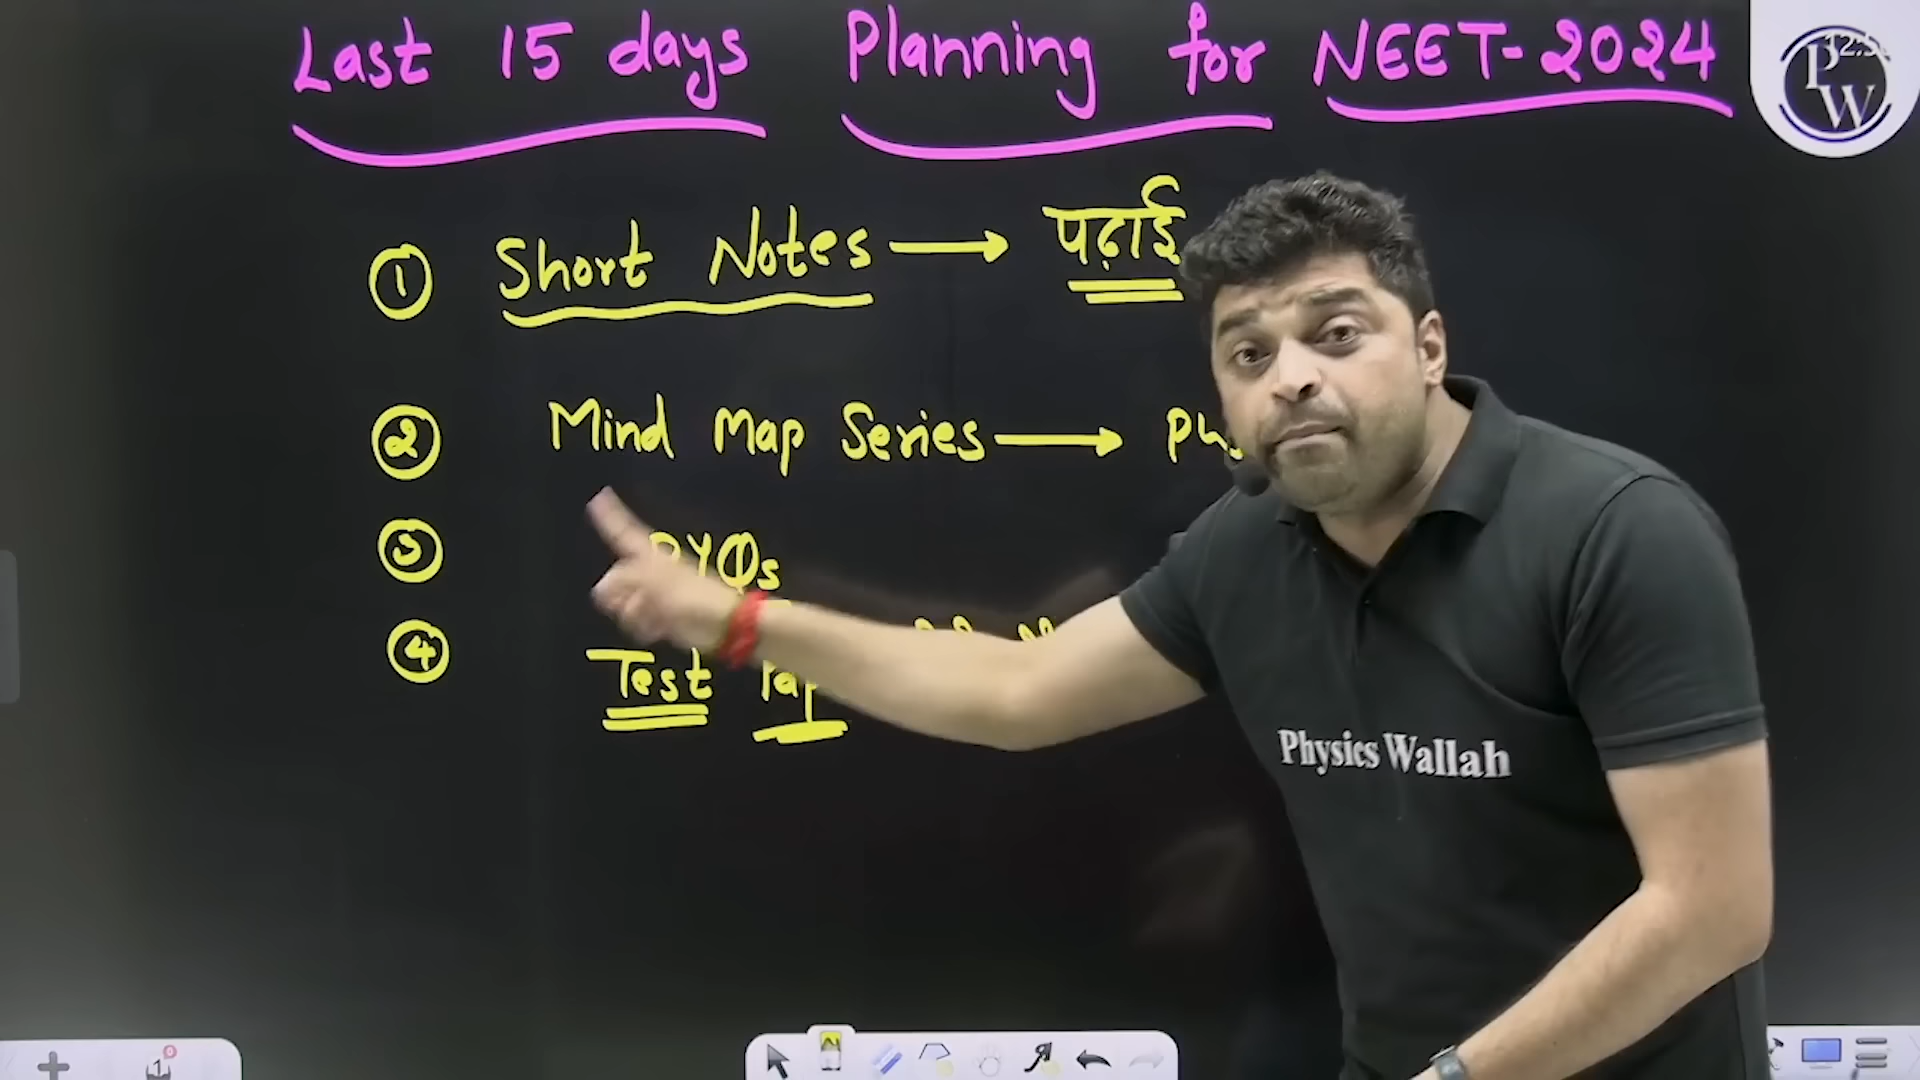 Last 15 days Planning for NEET-2024
PW
1 Short Notes → पढ़ाई
2 Mind Map Series →
3 PYQs
4 Test
Physics Wallah